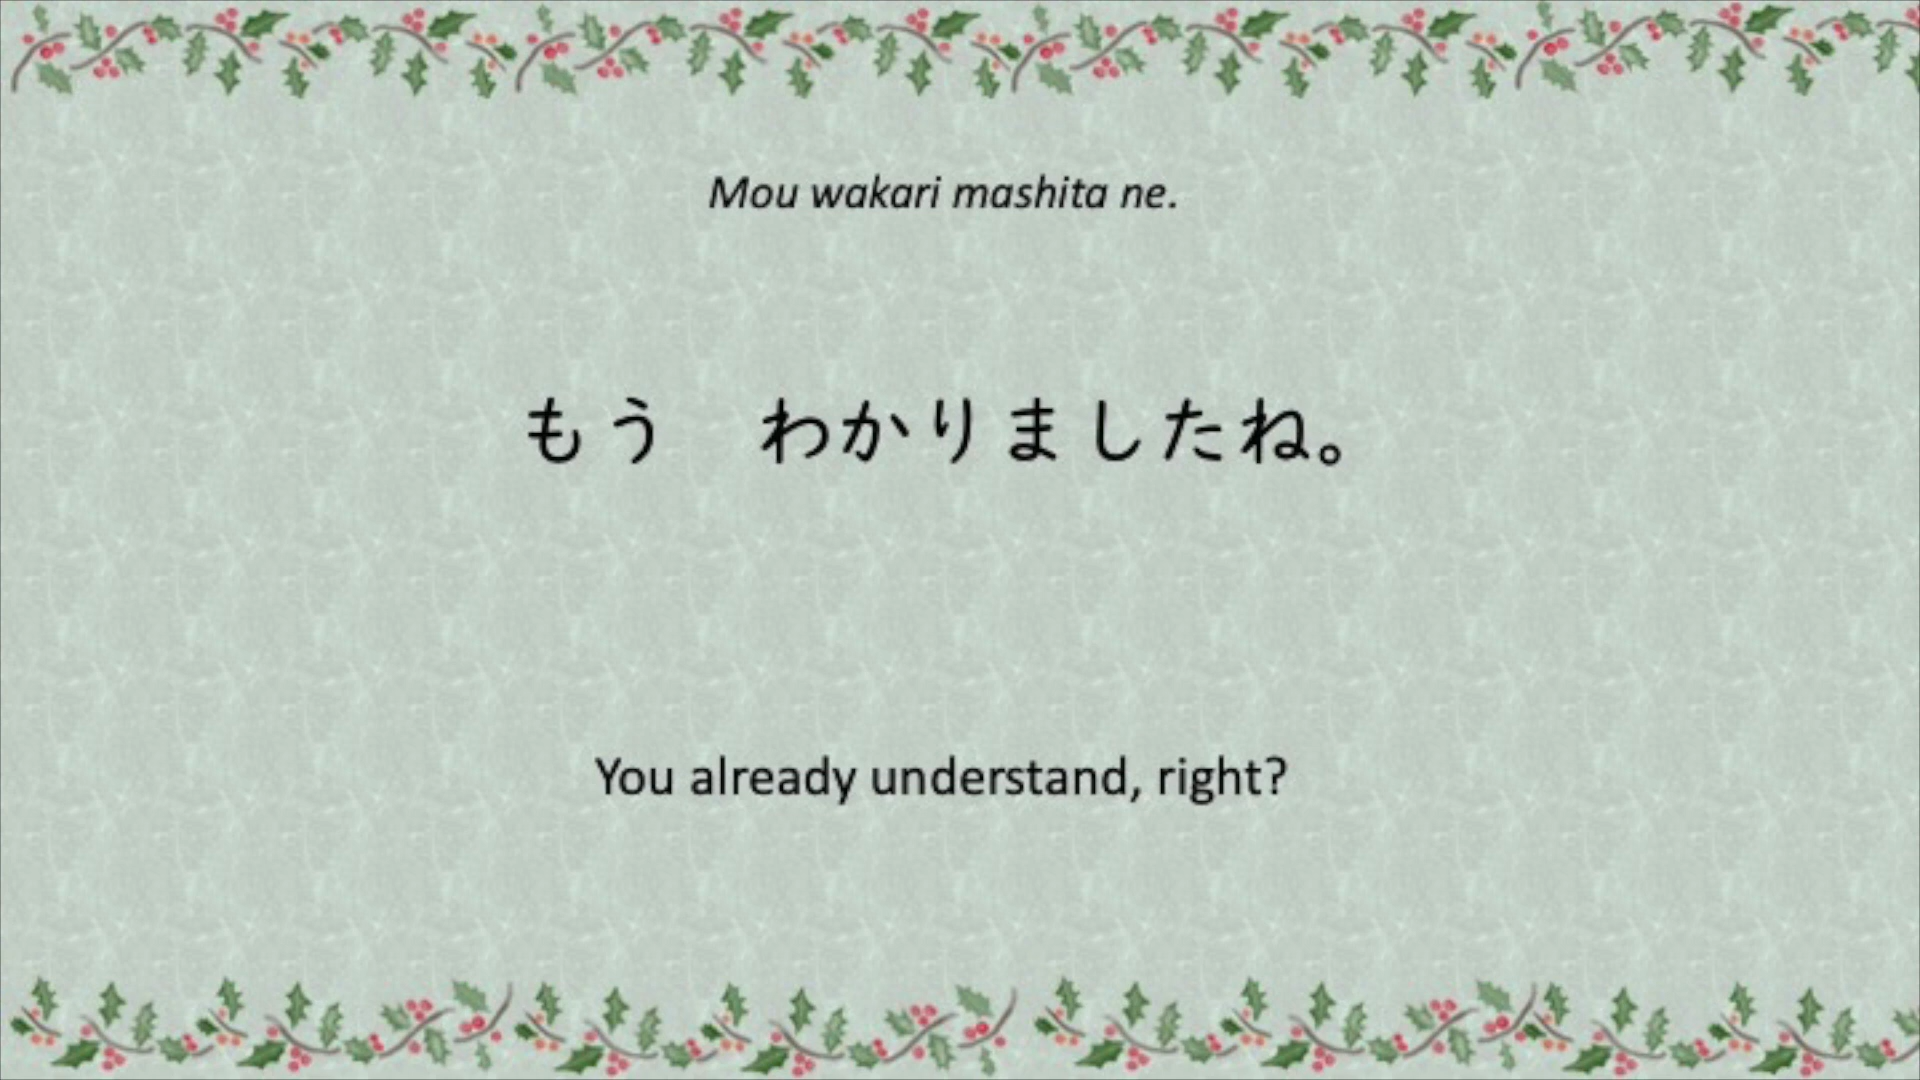 Mou wakari mashita ne.
もう　わかりましたね。
You already understand, right?